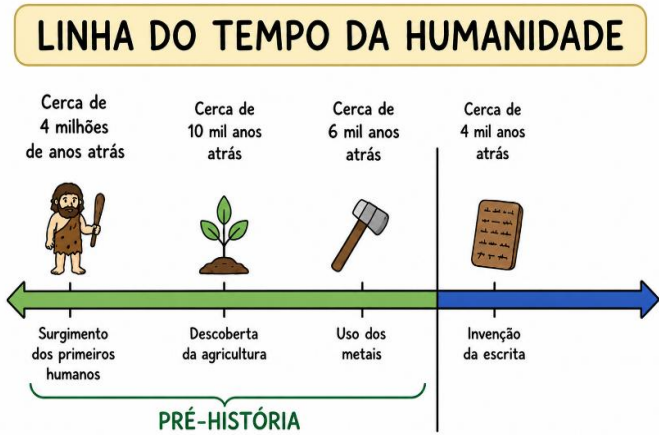 LINHA DO TEMPO DA HUMANIDADE
Cerca de
4 milhões
de anos atrás
Cerca de
10 mil anos
atrás
Cerca de
6 mil anos
atrás
Cerca de
4 mil anos
atrás
Surgimento
dos primeiros
humanos
Descoberta
da agricultura
Uso dos
metais
Invenção
da escrita
PRÉ-HISTÓRIA